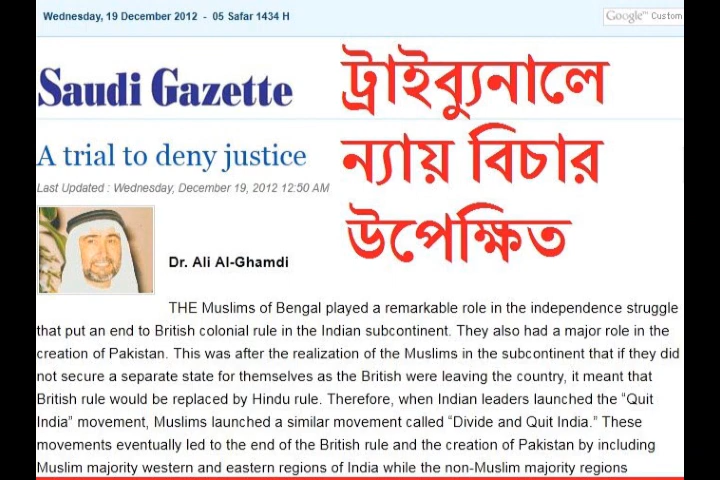 Wednesday, 19 December 2012 - 05 Safar 1434 H
Google™ Custom
Saudi Gazette
ট্রাইব্যুনালে
ন্যায় বিচার
উপেক্ষিত
A trial to deny justice
Last Updated : Wednesday, December 19, 2012 12:50 AM
Dr. Ali Al-Ghamdi
THE Muslims of Bengal played a remarkable role in the independence struggle
that put an end to British colonial rule in the Indian subcontinent. They also had a major role in the
creation of Pakistan. This was after the realization of the Muslims in the subcontinent that if they did
not secure a separate state for themselves as the British were leaving the country, it meant that
British rule would be replaced by Hindu rule. Therefore, when Indian leaders launched the “Quit
India” movement, Muslims launched a similar movement called “Divide and Quit India.” These
movements eventually led to the end of the British rule and the creation of Pakistan by including
Muslim majority western and eastern regions of India while the non-Muslim majority regions